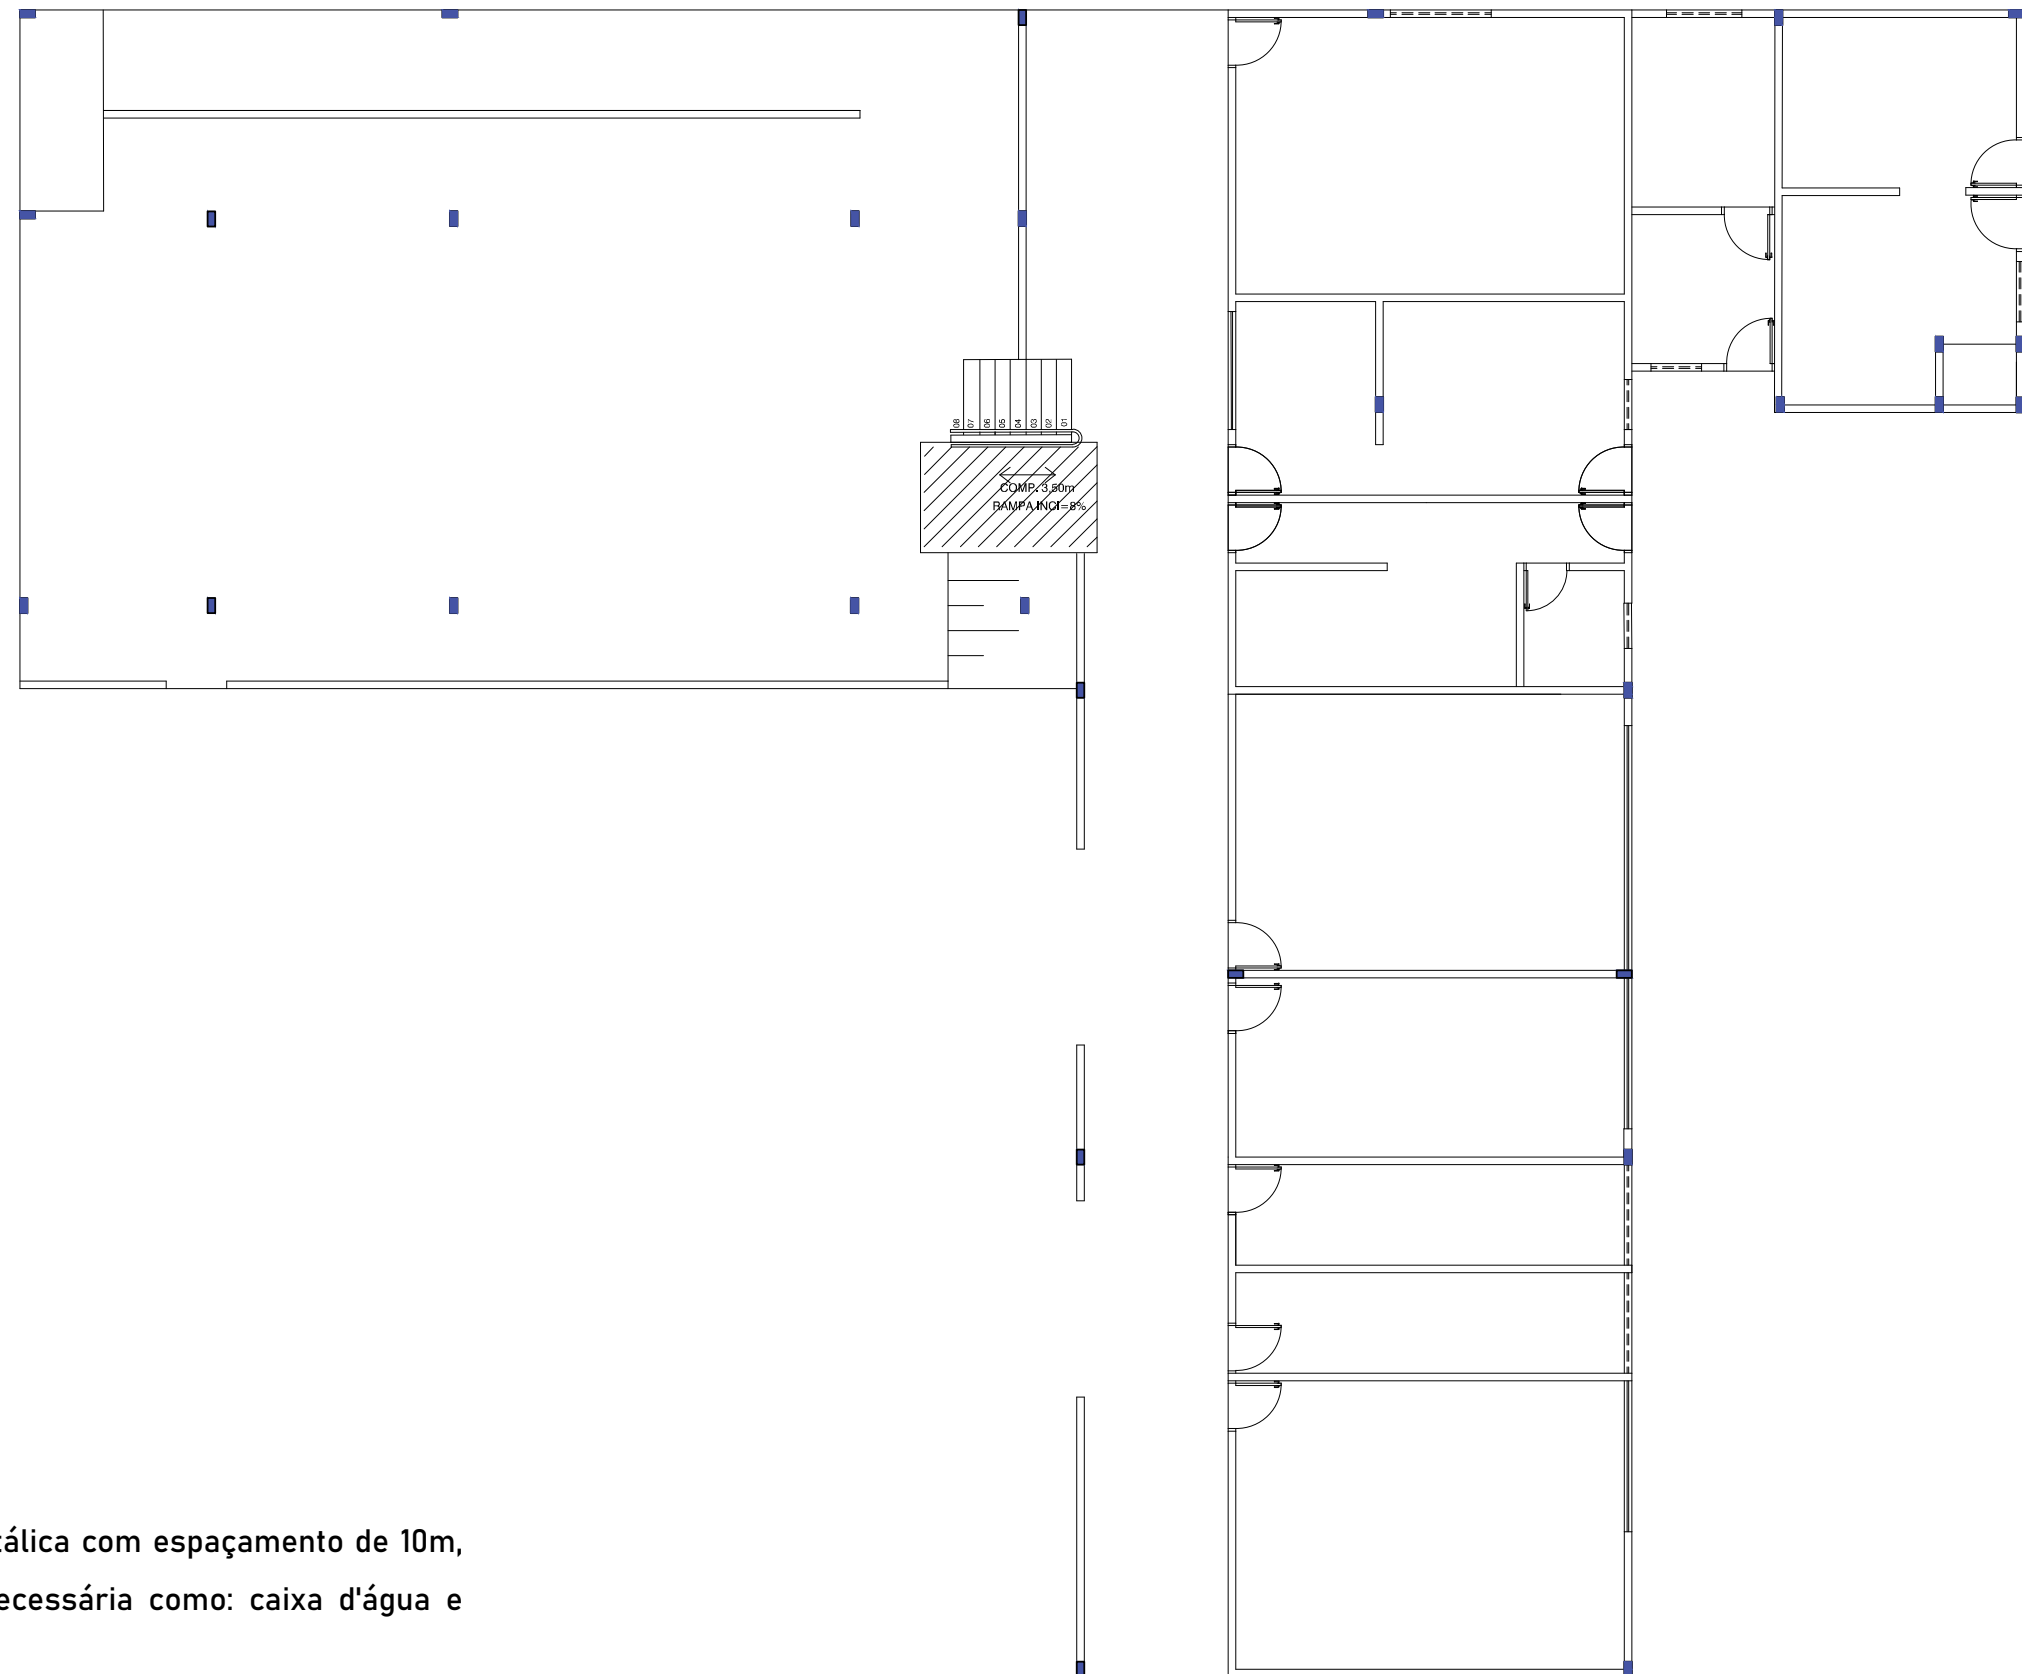 08 07 06 05 04 03 02 01
COMP. 3,50m
RAMPA INCl=8%
tálica com espaçamento de 10m,
ecessária como: caixa d'água e